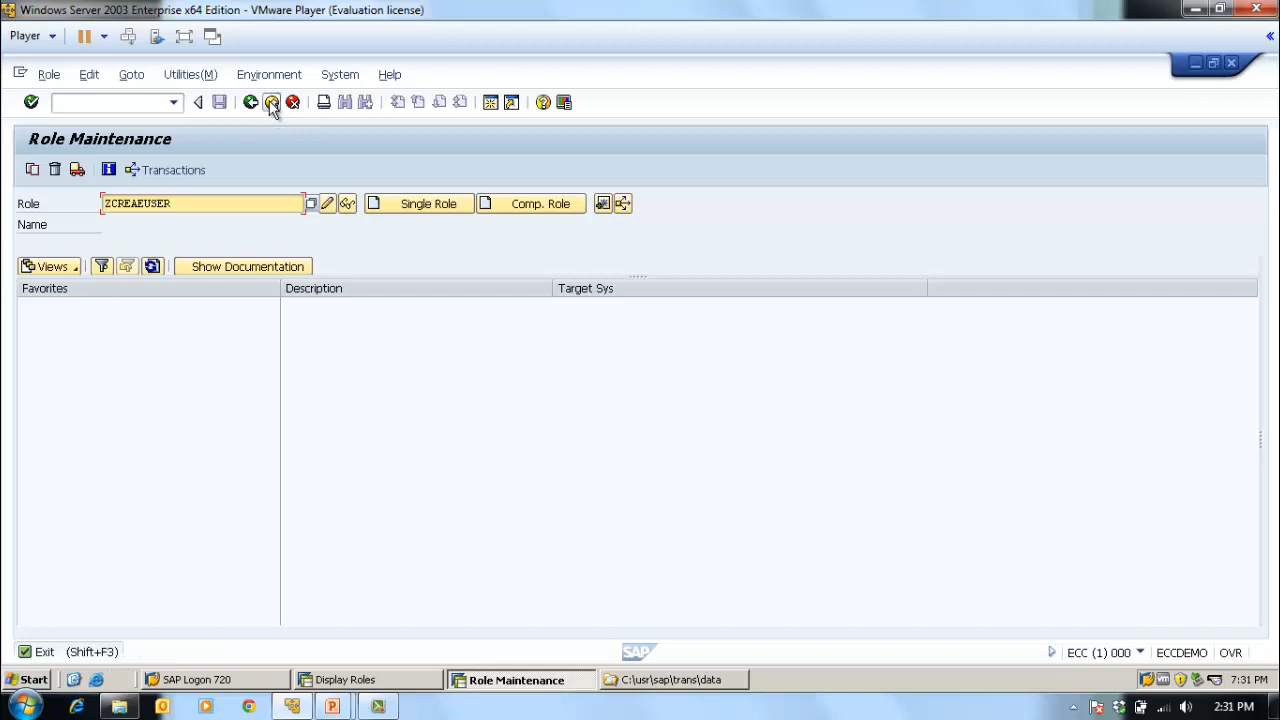 Windows Server 2003 Enterprise x64 Edition - VMware Player (Evaluation license)
Player
Role Edit Goto Utilities(M) Environment System Help
Role Maintenance
Transactions
Role ZCREAEUSER Single Role Comp. Role
Name
Views Show Documentation
Favorites Description Target Sys
Exit (Shift+F3) SAP ECC (1) 000 ECCDEMO OVR
Start SAP Logon 720 Display Roles Role Maintenance C:\usr\sap\trans\data 7:31 PM
2:31 PM